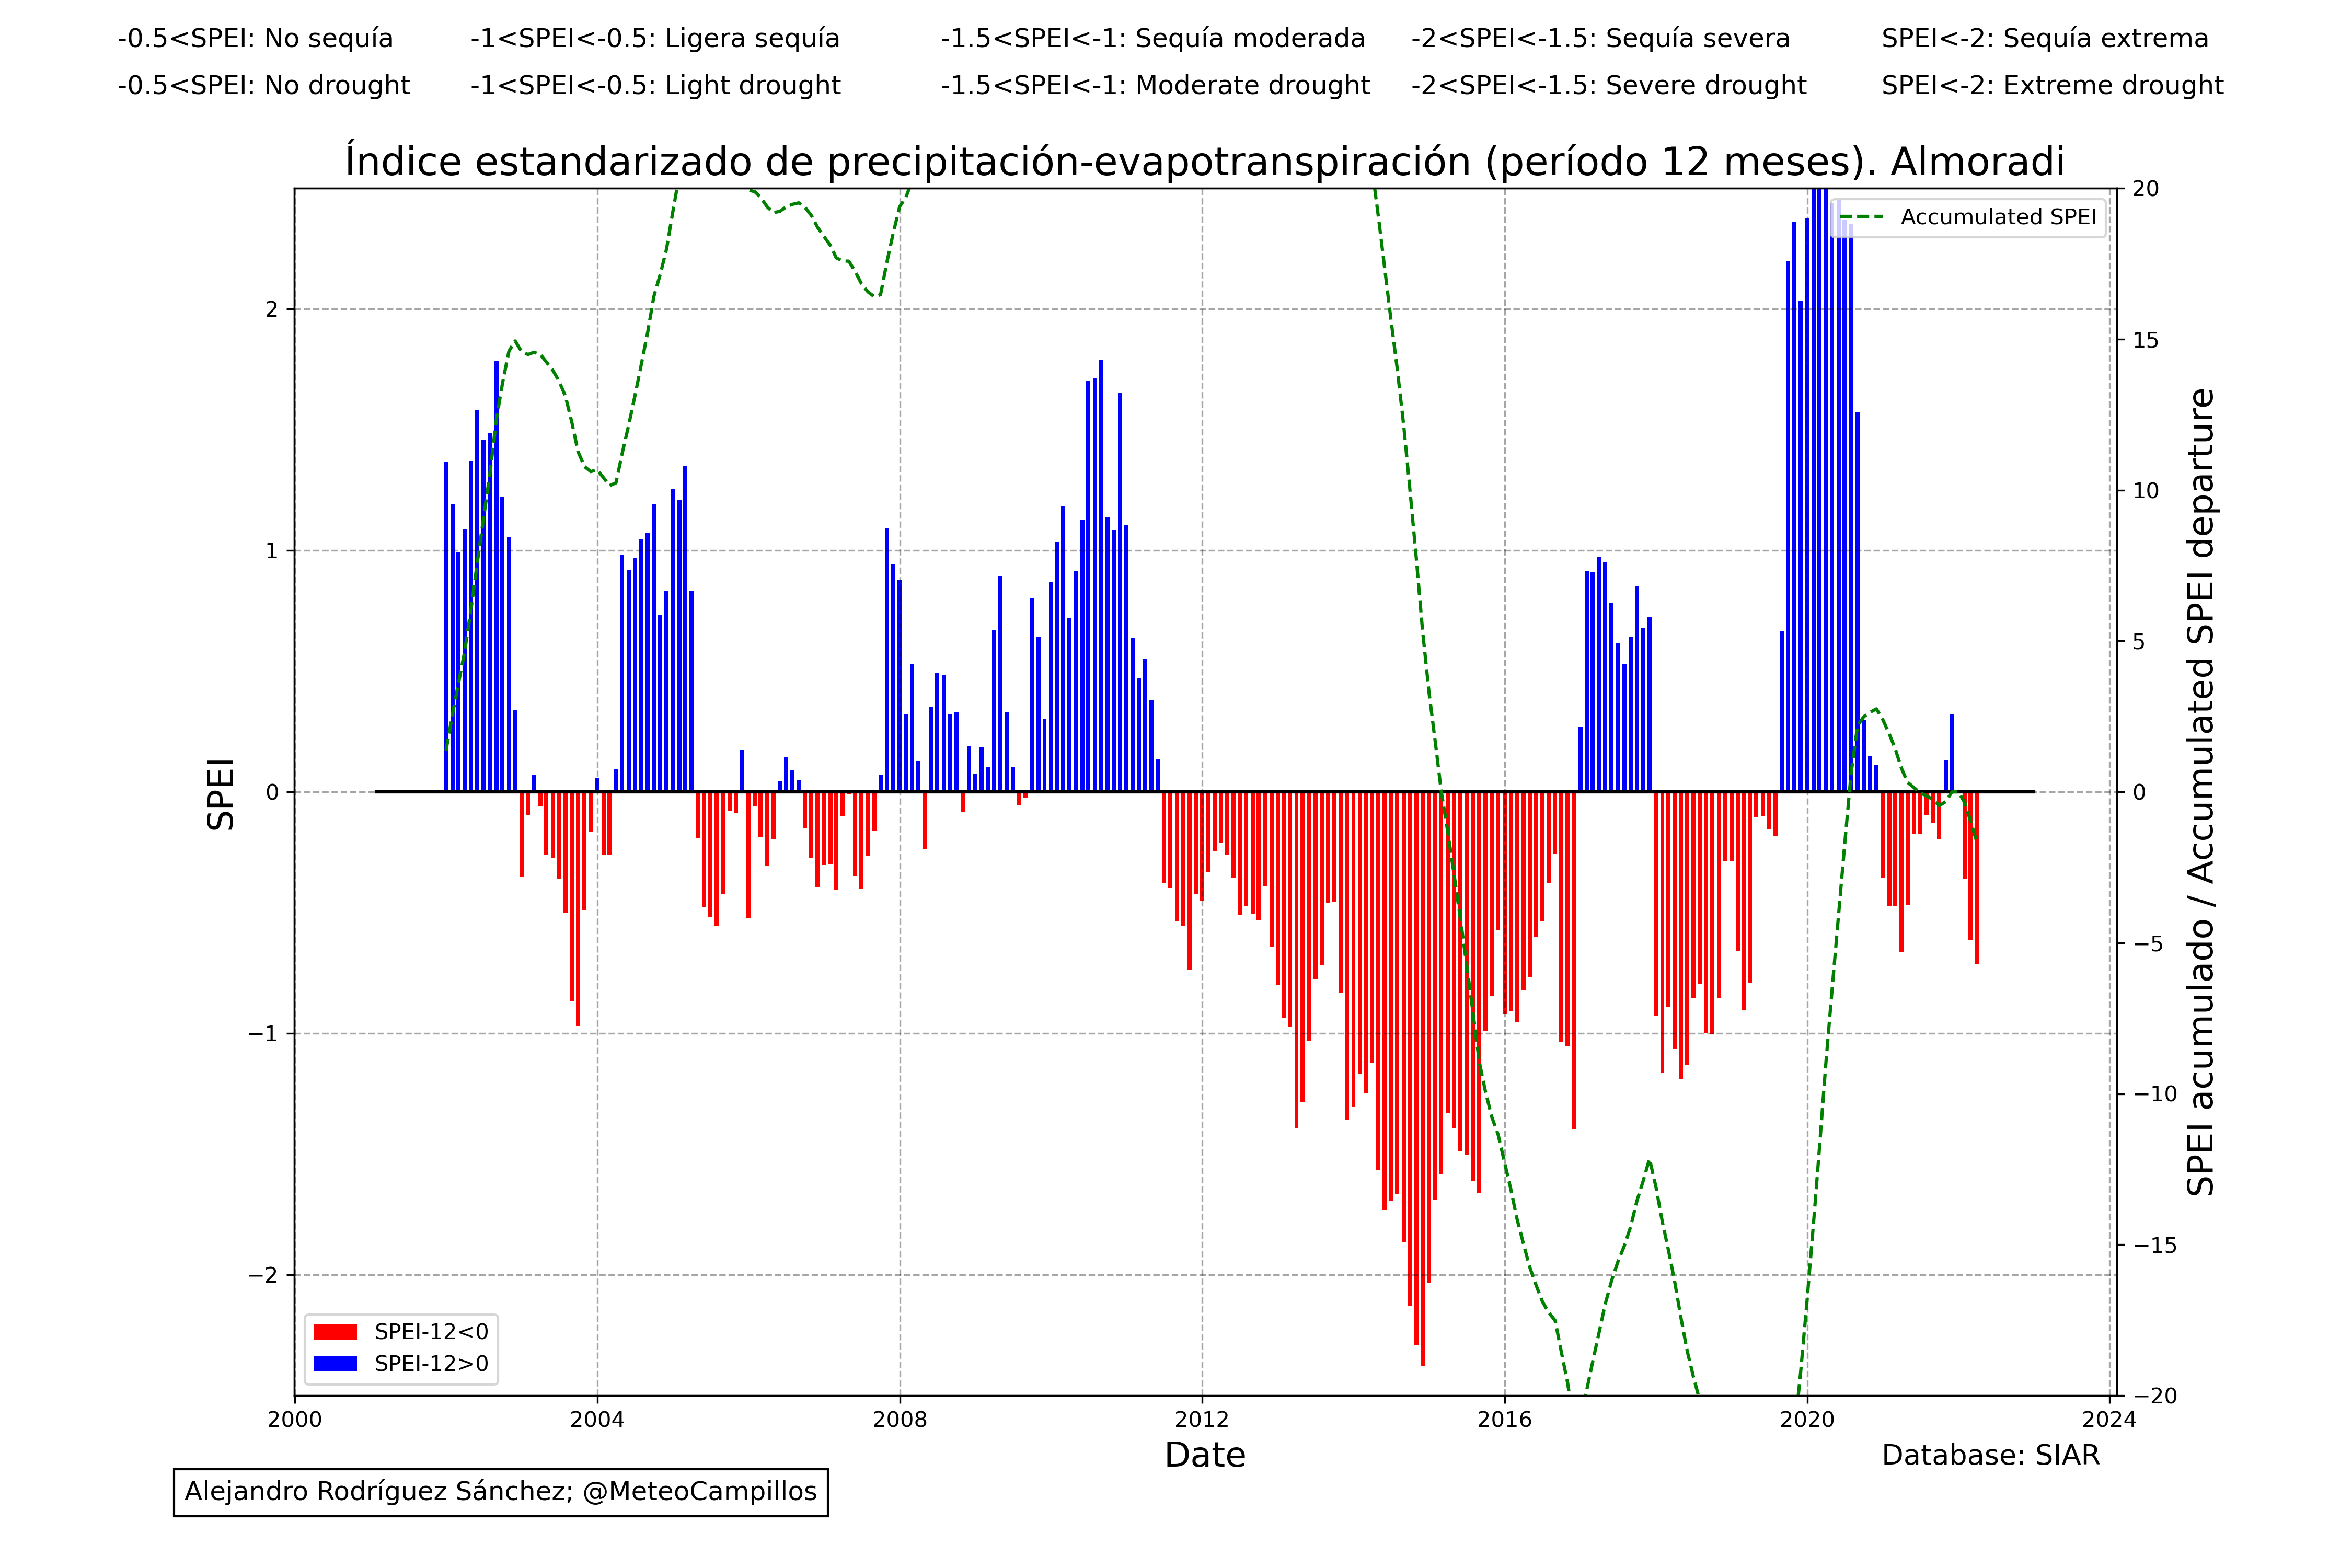 -0.5<SPEI: No sequía -1<SPEI<-0.5: Ligera sequía -1.5<SPEI<-1: Sequía moderada -2<SPEI<-1.5: Sequía severa SPEI<-2: Sequía extrema
-0.5<SPEI: No drought -1<SPEI<-0.5: Light drought -1.5<SPEI<-1: Moderate drought -2<SPEI<-1.5: Severe drought SPEI<-2: Extreme drought
Índice estandarizado de precipitación-evapotranspiración (período 12 meses). Almoradi
Accumulated SPEI
SPEI
2
1
0
−1
−2
20
15
10
5
0
−5
−10
−15
−20
SPEI acumulado / Accumulated SPEI departure
SPEI-12<0
SPEI-12>0
2000 2004 2008 2012 2016 2020 2024
Date
Database: SIAR
Alejandro Rodríguez Sánchez; @MeteoCampillos